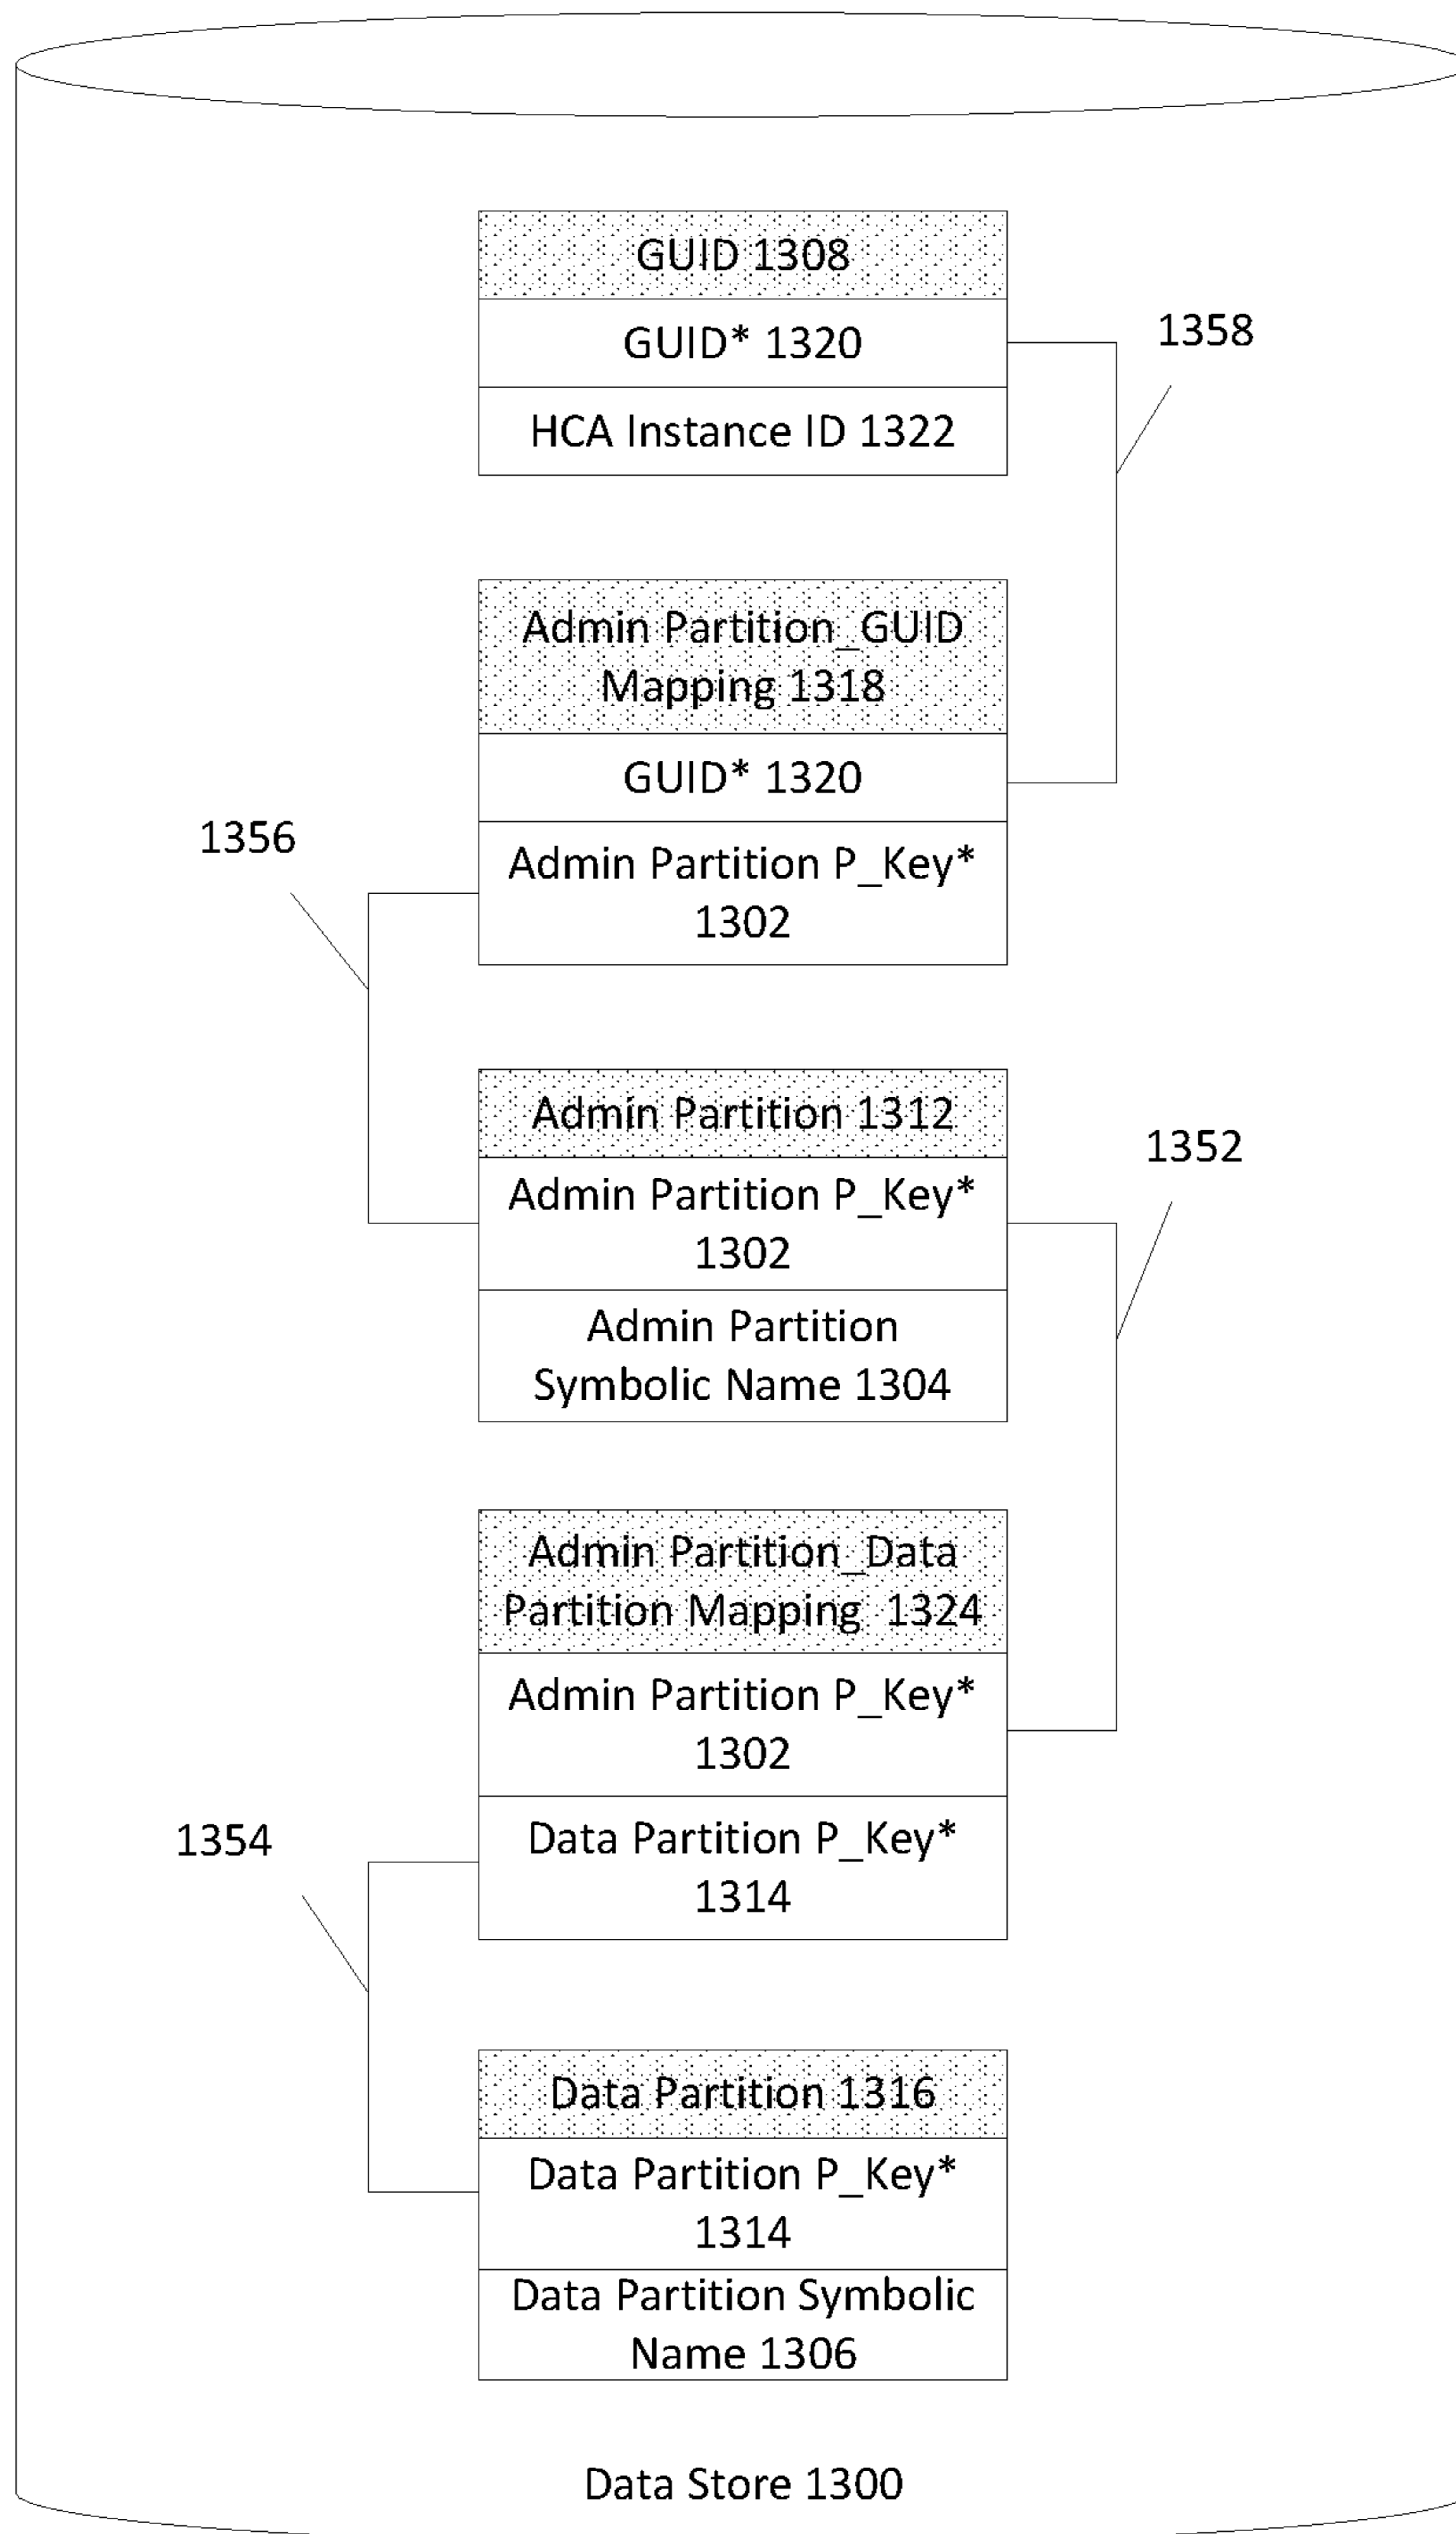 GUID 1308
GUID* 1320
1358
HCA Instance ID 1322
Admin Partition_GUID
Mapping 1318
GUID* 1320
1356
Admin Partition P_Key*
1302
Admin Partition 1312
1352
Admin Partition P_Key*
1302
Admin Partition
Symbolic Name 1304
Admin Partition_Data
Partition Mapping 1324
Admin Partition P_Key*
1302
1354
Data Partition P_Key*
1314
Data Partition 1316
Data Partition P_Key*
1314
Data Partition Symbolic
Name 1306
Data Store 1300